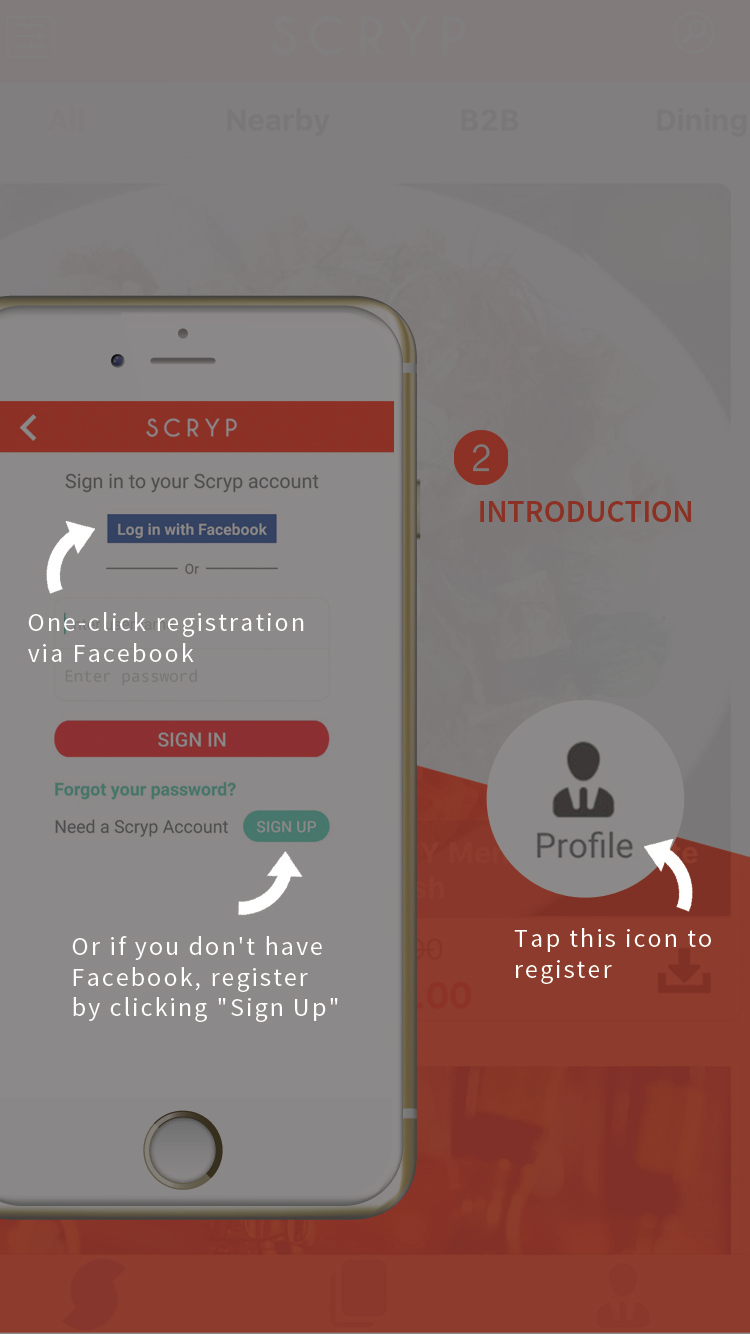 SCRYP
All
Nearby
B2B
Dining
SCRYP
Sign in to your Scryp account
Log in with Facebook
Or
One-click registration
via Facebook
Enter password
SIGN IN
Forgot your password?
Need a Scryp Account
SIGN UP
Or if you don't have
Facebook, register
by clicking "Sign Up"
2
INTRODUCTION
Profile
Tap this icon to
register